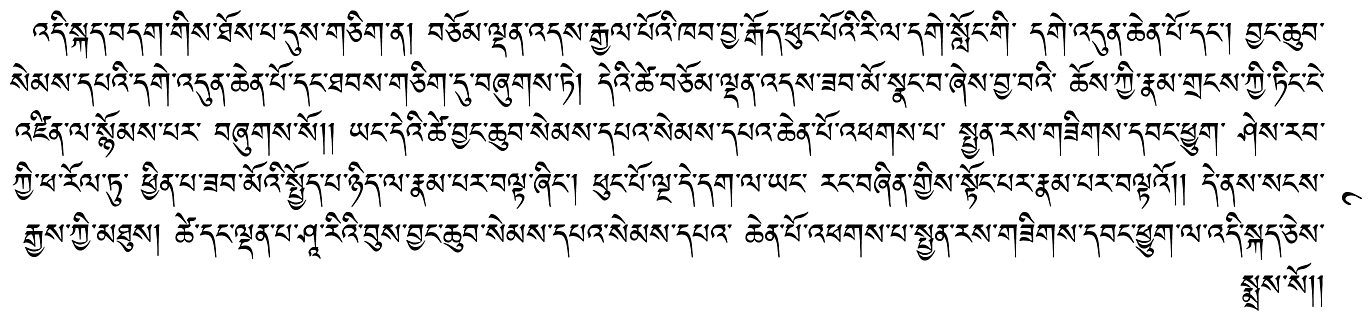 འདི་སྐད་བདག་གིས་ཐོས་པ་དུས་གཅིག་ན། བཅོམ་ལྡན་འདས་རྒྱལ་པོའི་ཁབ་བྱ་རྒོད་ཕུང་པོའི་རི་ལ་དགེ་སློང་གི་ དགེ་འདུན་ཆེན་པོ་དང་། བྱང་ཆུབ་
སེམས་དཔའི་དགེ་འདུན་ཆེན་པོ་དང་ཐབས་གཅིག་ཏུ་བཞུགས་ཏེ། དེའི་ཚེ་བཅོམ་ལྡན་འདས་ཟབ་མོ་སྣང་བ་ཞེས་བྱ་བའི་ ཆོས་ཀྱི་རྣམ་གྲངས་ཀྱི་ཏིང་ངེ་
འཛིན་ལ་སྙོམས་པར་ བཞུགས་སོ།། ཡང་དེའི་ཚེ་བྱང་ཆུབ་སེམས་དཔའ་སེམས་དཔའ་ཆེན་པོ་འཕགས་པ་ སྤྱན་རས་གཟིགས་དབང་ཕྱུག་ ཤེས་རབ་
ཀྱི་ཕ་རོལ་ཏུ་ ཕྱིན་པ་ཟབ་མོའི་སྤྱོད་པ་ཉིད་ལ་རྣམ་པར་བལྟ་ཞིང་། ཕུང་པོ་ལྔ་དེ་དག་ལ་ཡང་ རང་བཞིན་གྱིས་སྟོང་པར་རྣམ་པར་བལྟའོ།། དེ་ནས་སངས་
རྒྱས་ཀྱི་མཐུས། ཚེ་དང་ལྡན་པ་ཤཱ་རིའི་བུས་བྱང་ཆུབ་སེམས་དཔའ་སེམས་དཔའ་ ཆེན་པོ་འཕགས་པ་སྤྱན་རས་གཟིགས་དབང་ཕྱུག་ལ་འདི་སྐད་ཅེས་
སྨྲས་སོ།།